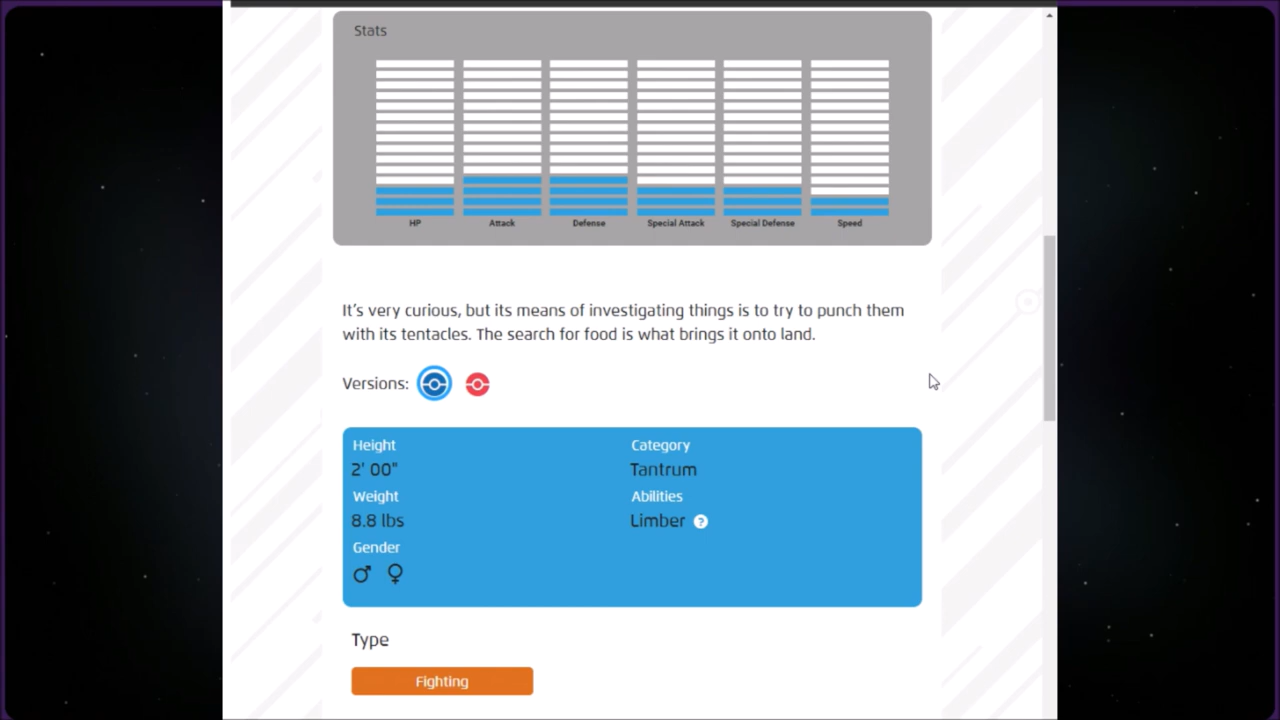 Stats
HP Attack Defense Special Attack Special Defense Speed
It’s very curious, but its means of investigating things is to try to punch them
with its tentacles. The search for food is what brings it onto land.
Versions:
Height
2' 00"
Weight
8.8 lbs
Gender
Category
Tantrum
Abilities
Limber ?
Type
Fighting